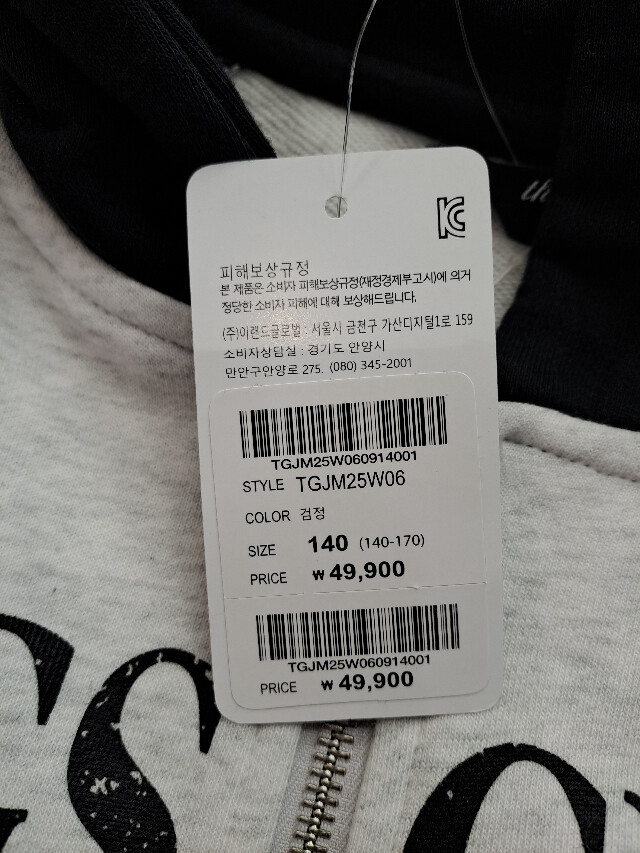 KC
피해보상규정
본 제품은 소비자 피해보상규정(재정경제부고시)에 의거
정당한 소비자 피해에 대해 보상해드립니다.
(주)이랜드글로벌 : 서울시 금천구 가산디지털1로 159
소비자상담실 : 경기도 안양시
만안구안양로 275. (080) 345-2001
TGJM25W060914001
STYLE TGJM25W06
COLOR 검정
SIZE 140 (140-170)
PRICE ₩49,900
TGJM25W060914001
PRICE ₩49,900